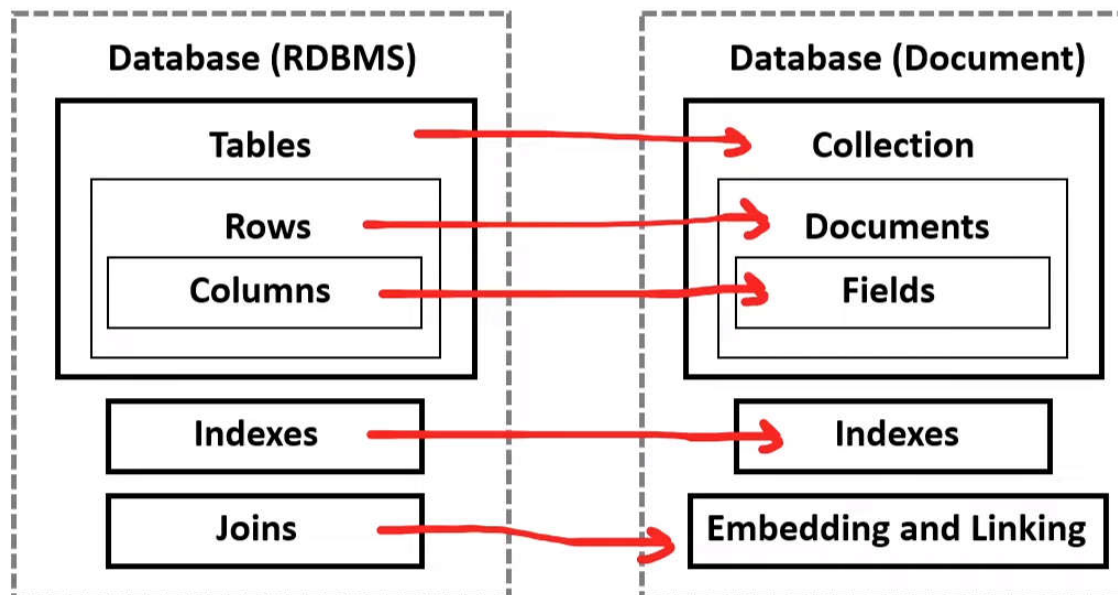 Database (RDBMS)
Tables
Rows
Columns
Indexes
Joins
Database (Document)
Collection
Documents
Fields
Indexes
Embedding and Linking